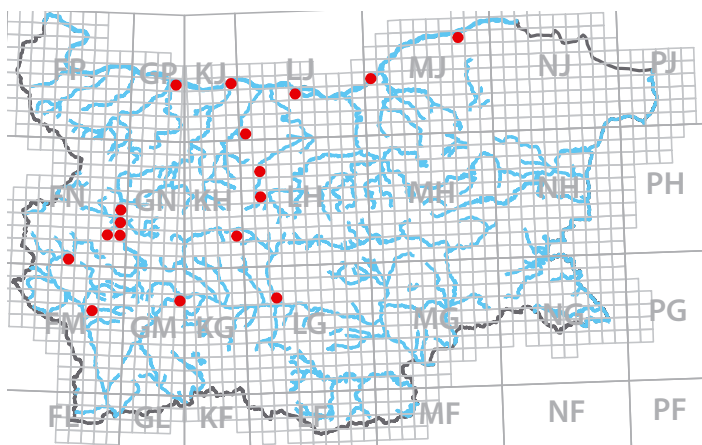 FP GP KJ LJ MJ NJ PJ
FN GN KH LH MH NH PH
FM GM KG LG MG NG PG
FL GL KF LF MF NF PF